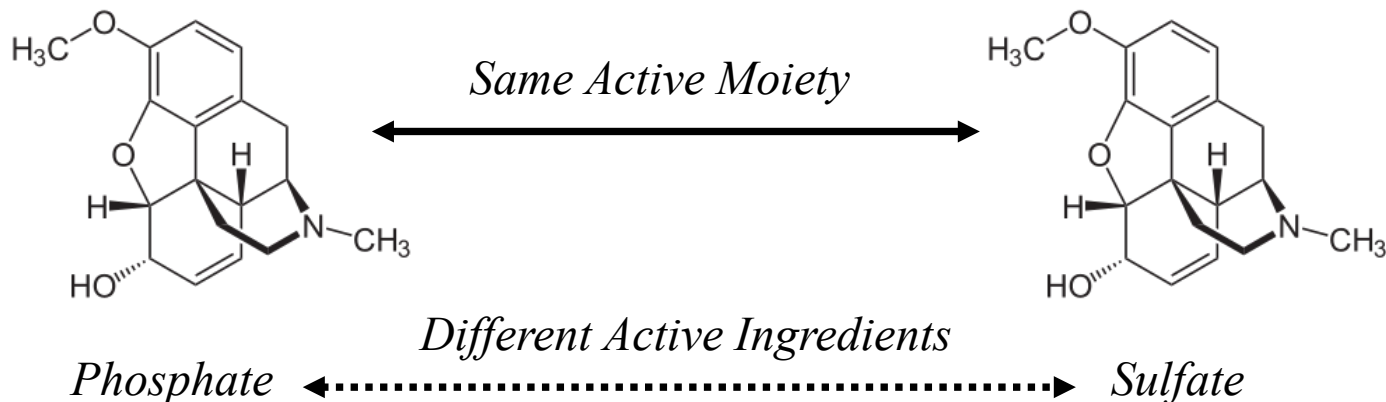 O
H₃C
O
H
H
N
CH₃
HO
Same Active Moiety
O
H₃C
O
H
H
N
CH₃
HO
Different Active Ingredients
Phosphate
Sulfate